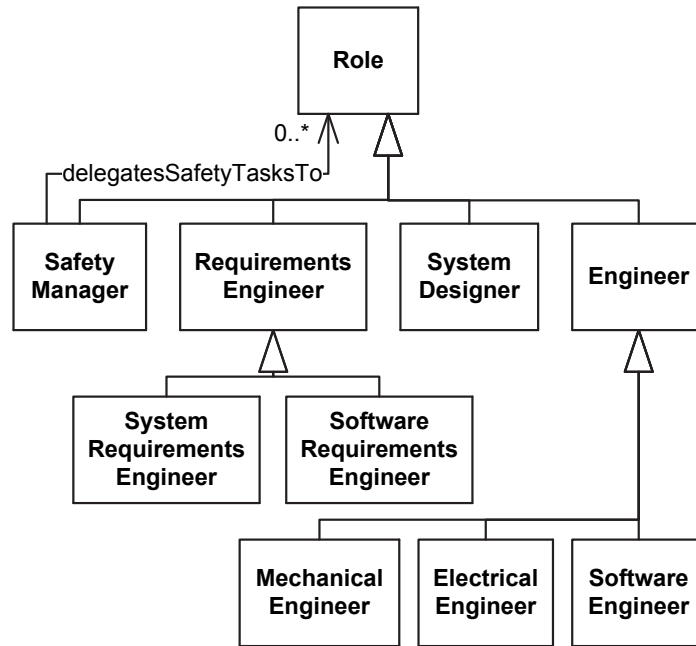 Role
0..*
delegatesSafetyTasksTo
Safety
Manager
Requirements
Engineer
System
Designer
Engineer
System
Requirements
Engineer
Software
Requirements
Engineer
Mechanical
Engineer
Electrical
Engineer
Software
Engineer